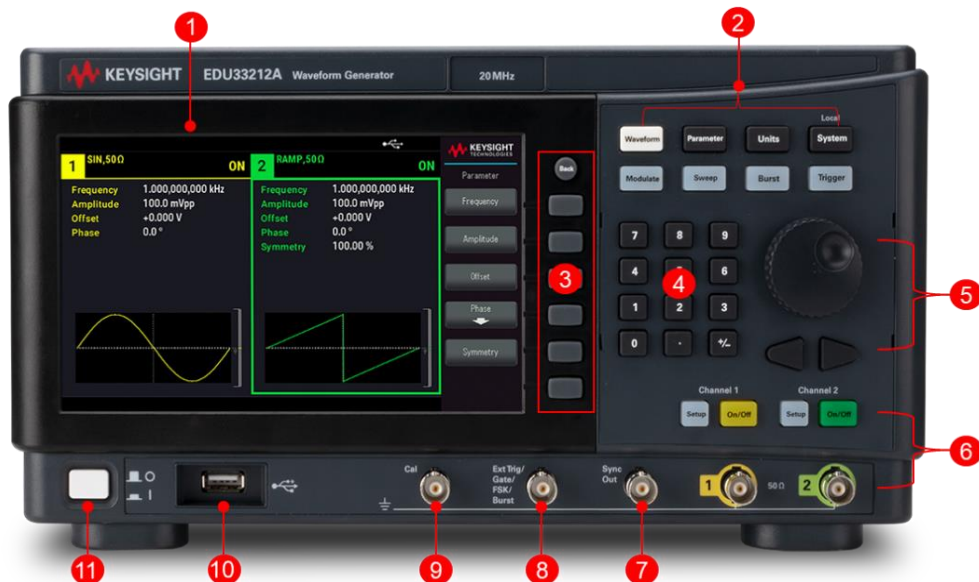 1
2
KEYSIGHT EDU33212A Waveform Generator 20 MHz
1 SIN,50Ω ON
Frequency 1.000,000,000 kHz
Amplitude 100.0 mVpp
Offset +0.000 V
Phase 0.0 °
2 RAMP,50Ω ON
Frequency 1.000,000,000 kHz
Amplitude 100.0 mVpp
Offset +0.000 V
Phase 0.0 °
Symmetry 100.00 %
KEYSIGHT
TECHNOLOGIES
Parameter
Frequency
Amplitude
Offset
Phase
Symmetry
Back
3
Local
Waveform Parameter Units System
Modulate Sweep Burst Trigger
7 8 9
4 6
4
1 2 3
0 . +/-
5
Channel 1 Channel 2
Setup On/Off Setup On/Off
6
Cal
Ext Trig/
Gate/
FSK/
Burst
Sync
Out
1 50 Ω 2
11
10
9
8
7